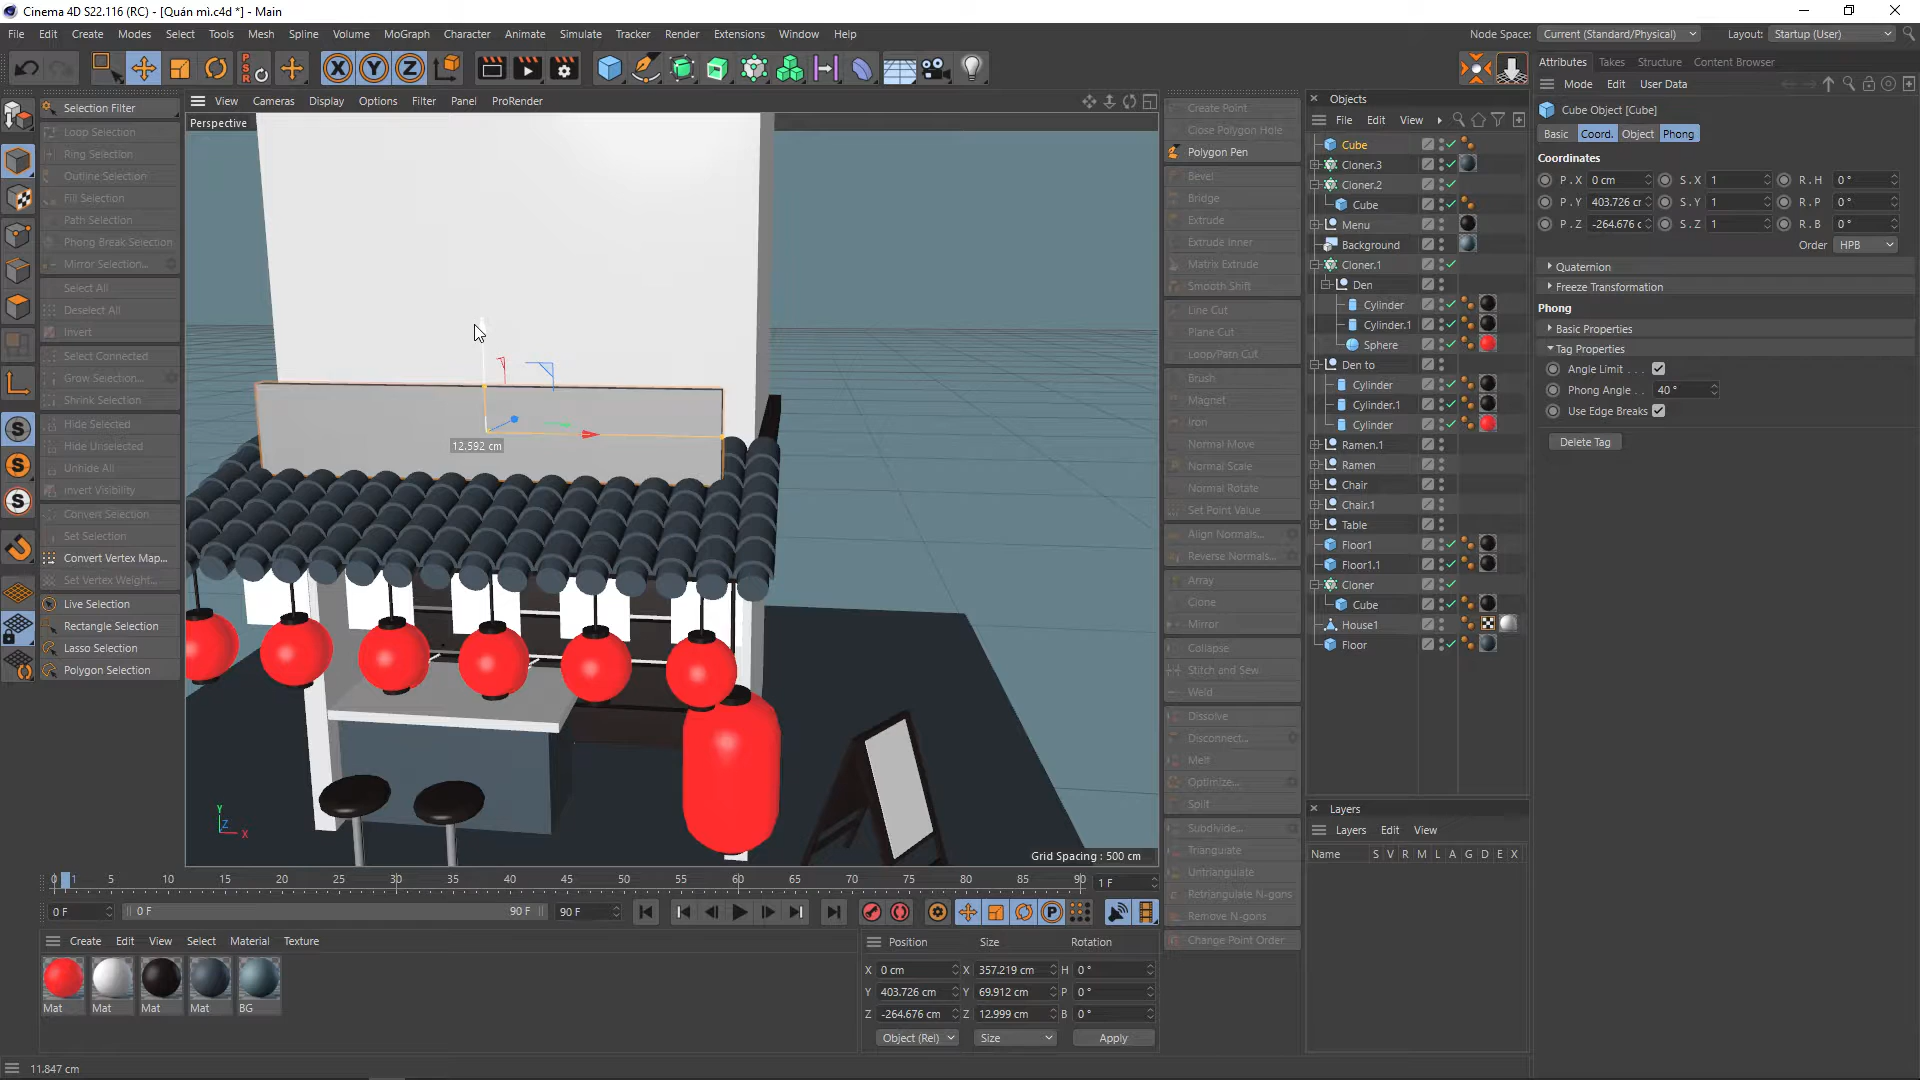 Cinema 4D S22.116 (RC) - [Quán mì.c4d *] - Main
File Edit Create Modes Select Tools Mesh Spline Volume MoGraph Character Animate Simulate Tracker Render Extensions Window Help
Node Space: Current (Standard/Physical) Layout: Startup (User)
Selection Filter
Loop Selection
Ring Selection
Outline Selection
Fill Selection
Path Selection
Phong Break Selection
Mirror Selection...
Select All
Deselect All
Invert
Select Connected
Grow Selection...
Shrink Selection
Hide Selected
Hide Unselected
Unhide All
Invert Visibility
Convert Selection
Set Selection
Convert Vertex Map...
Set Vertex Weight...
Live Selection
Rectangle Selection
Lasso Selection
Polygon Selection
View Cameras Display Options Filter Panel ProRender
Perspective
12.592 cm
Y
Z
X
Grid Spacing : 500 cm
Create Point
Close Polygon Hole
Polygon Pen
Bevel
Bridge
Extrude
Extrude Inner
Matrix Extrude
Smooth Shift
Line Cut
Plane Cut
Loop/Path Cut
Brush
Magnet
Iron
Normal Move
Normal Scale
Normal Rotate
Set Point Value
Align Normals...
Reverse Normals...
Array
Clone
Mirror
Collapse
Stitch and Sew
Weld
Dissolve
Disconnect...
Melt
Optimize...
Split
Subdivide...
Triangulate
Untriangulate
Retriangulate N-gons
Remove N-gons
Change Point Order
Objects
File Edit View
Cube
Cloner.3
Cloner.2
Cube
Menu
Background
Cloner.1
Den
Cylinder
Cylinder.1
Sphere
Den to
Cylinder
Cylinder.1
Cylinder
Ramen.1
Ramen
Chair
Chair.1
Table
Floor1
Floor1.1
Cloner
Cube
House1
Floor
Layers
Layers Edit View
Name S V R M L A G D E X
Attributes Takes Structure Content Browser
Mode Edit User Data
Cube Object [Cube]
Basic Coord. Object Phong
Coordinates
P . X 0 cm S . X 1 R . H 0 °
P . Y 403.726 cr S . Y 1 R . P 0 °
P . Z -264.676 c S . Z 1 R . B 0 °
Order HPB
Quaternion
Freeze Transformation
Phong
Basic Properties
Tag Properties
Angle Limit . . . .
Phong Angle . . 40 °
Use Edge Breaks
Delete Tag
0 1 5 10 15 20 25 30 35 40 45 50 55 60 65 70 75 80 85 90 1 F
0 F 0 F 90 F 90 F
Create Edit View Select Material Texture
Mat Mat Mat Mat BG
Position Size Rotation
X 0 cm X 357.219 cm H 0 °
Y 403.726 cm Y 69.912 cm P 0 °
Z -264.676 cm Z 12.999 cm B 0 °
Object (Rel) Size Apply
11.847 cm